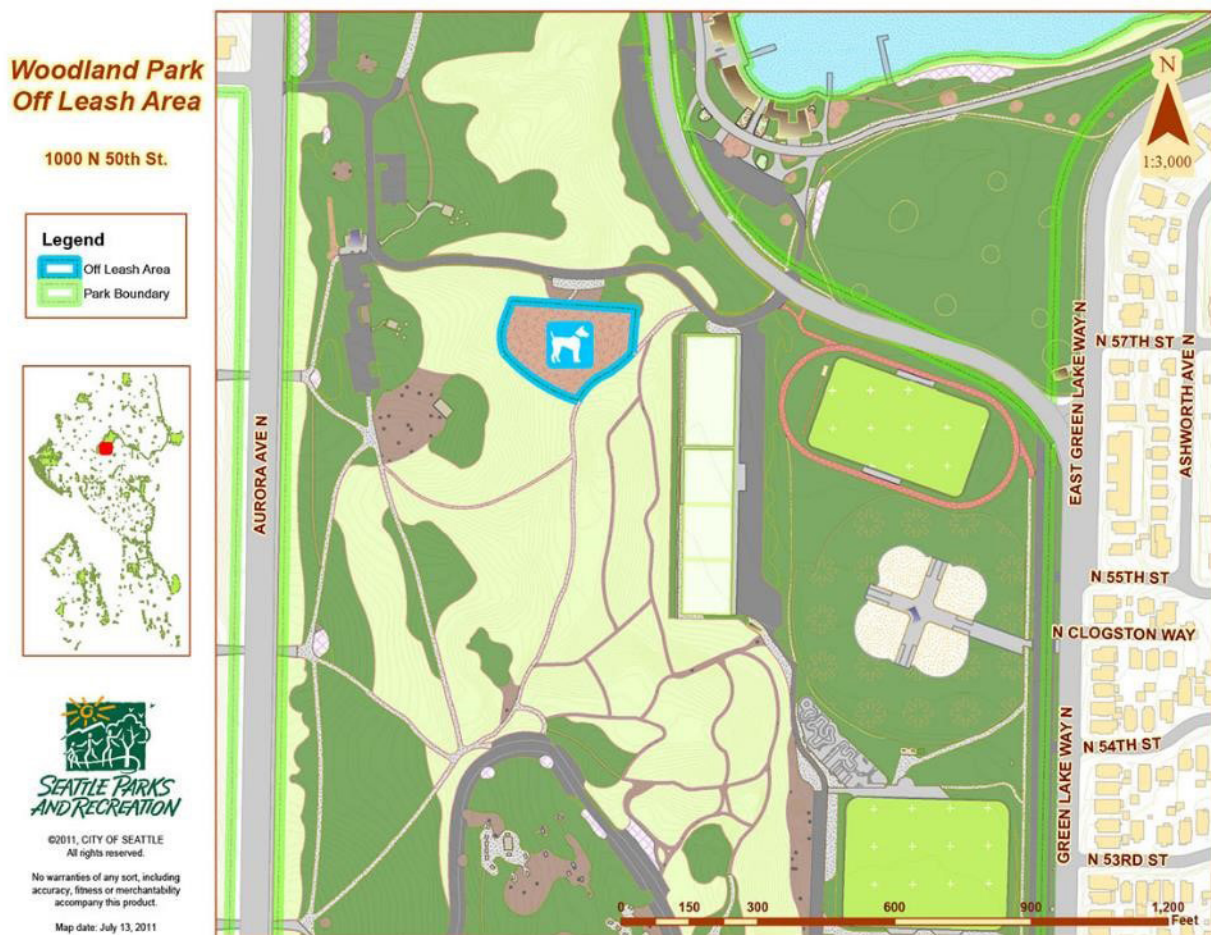 Woodland Park
Off Leash Area
1000 N 50th St.
Legend
Off Leash Area
Park Boundary
SEATTLE PARKS
AND RECREATION
©2011, CITY OF SEATTLE
All rights reserved.
No warranties of any sort, including
accuracy, fitness or merchantability
accompany this product.
Map date: July 13, 2011
N
1:3,000
AURORA AVE N
EAST GREEN LAKE WAY N
ASHWORTH AVE N
N 57TH ST
N 55TH ST
N CLOGSTON WAY
GREEN LAKE WAY N
N 54TH ST
N 53RD ST
0 150 300 600 900 1,200
Feet